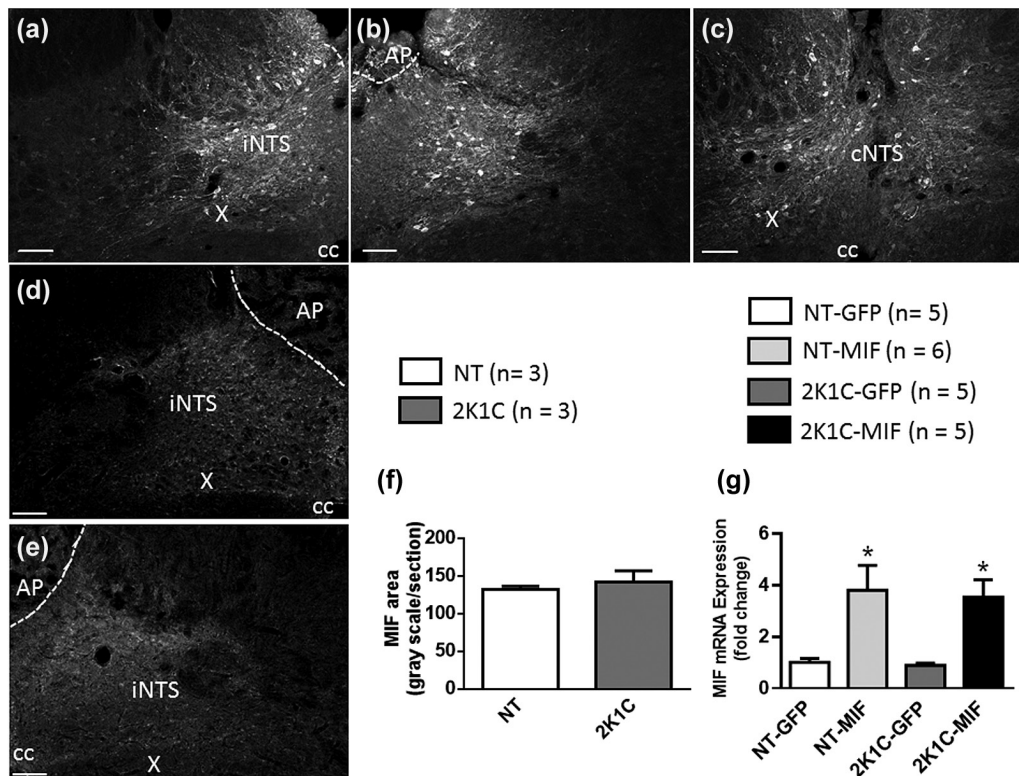 (a)
iNTS
X
cc
(b)
AP
(c)
cNTS
X
cc
(d)
AP
iNTS
X
cc
(e)
AP
iNTS
cc
X
NT (n= 3)
2K1C (n = 3)
NT-GFP (n= 5)
NT-MIF (n = 6)
2K1C-GFP (n = 5)
2K1C-MIF (n = 5)
(f)
MIF area
(gray scale/section)
200
150
100
50
0
NT
2K1C
(g)
MIF mRNA Expression
(fold change)
6
4
2
0
*
*
NT-GFP
NT-MIF
2K1C-GFP
2K1C-MIF